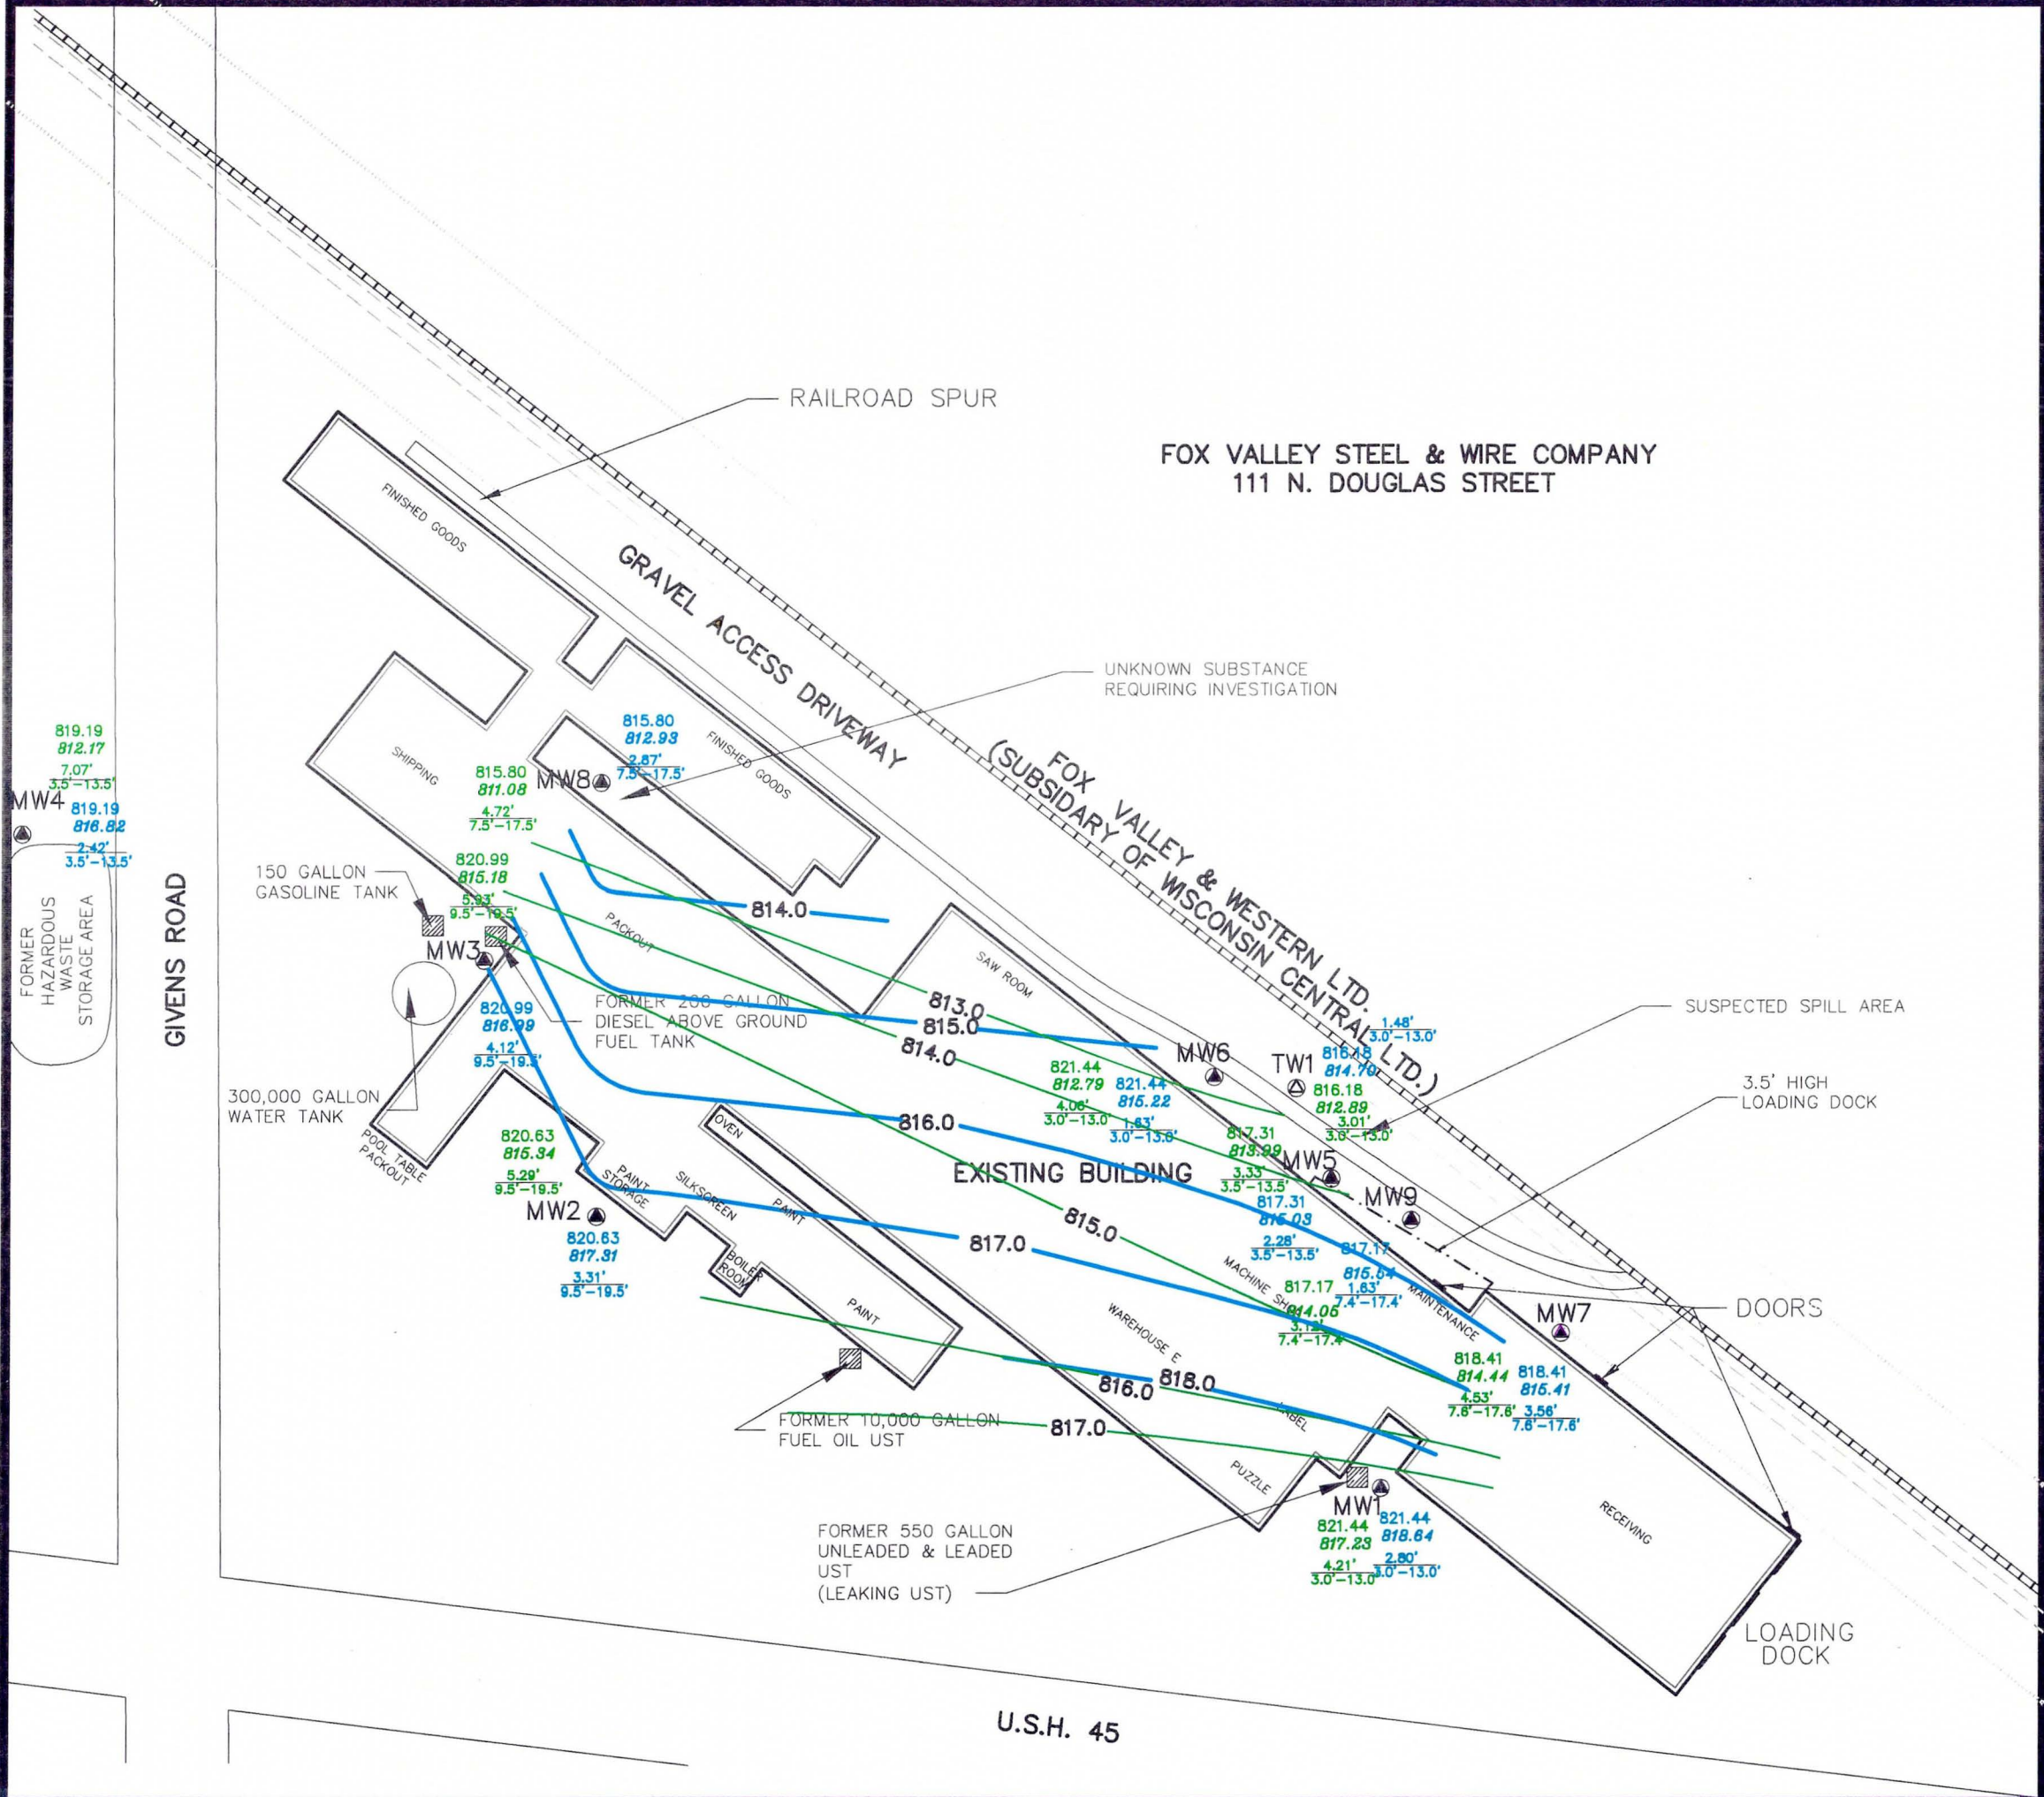 RAILROAD SPUR
FOX VALLEY STEEL & WIRE COMPANY
111 N. DOUGLAS STREET
FINISHED GOODS
GRAVEL ACCESS DRIVEWAY
UNKNOWN SUBSTANCE
REQUIRING INVESTIGATION
FOX VALLEY & WESTERN LTD.
(SUBSIDARY OF WISCONSIN CENTRAL LTD.)
819.19
812.17
7.07'
3.5'-13.5'
MW4
819.19
816.82
2.42'
3.5'-13.5'
FORMER
HAZARDOUS
WASTE
STORAGE AREA
GIVENS ROAD
SHIPPING
815.80
811.08
4.72'
7.5'-17.5'
MW8
815.80
812.93
2.87'
7.5'-17.5'
FINISHED GOODS
150 GALLON
GASOLINE TANK
820.99
815.18
5.93'
9.5'-19.5'
MW3
820.99
816.99
4.12'
9.5'-19.5'
PACKOUT
814.0
SAW ROOM
813.0
815.0
814.0
FORMER 200 GALLON
DIESEL ABOVE GROUND
FUEL TANK
300,000 GALLON
WATER TANK
POOL TABLE
PACKOUT
SUSPECTED SPILL AREA
MW6
821.44
812.79
4.06'
3.0'-13.0'
821.44
815.22
1.63'
3.0'-13.0'
TW1
1.48'
3.0'-13.0'
816.18
814.70
816.18
812.89
3.01'
3.0'-13.0'
3.5' HIGH
LOADING DOCK
820.63
815.34
5.29'
9.5'-19.5'
MW2
820.63
817.31
3.31'
9.5'-19.5'
PAINT
STORAGE
SILKSCREEN
OVEN
PAINT
BOILER
ROOM
PAINT
816.0
EXISTING BUILDING
817.0
815.0
817.31
813.99
3.33'
3.5'-13.5'
MW5
817.31
815.03
2.28'
3.5'-13.5'
MW9
817.17
815.54
1.63'
7.4'-17.4'
817.17
814.05
3.12'
7.4'-17.4'
MACHINE SHOP
MAINTENANCE
DOORS
MW7
818.41
814.44
4.53'
7.6'-17.6'
818.41
815.41
3.56'
7.6'-17.6'
WAREHOUSE E
816.0
818.0
817.0
LABEL
PUZZLE
FORMER 10,000 GALLON
FUEL OIL UST
FORMER 550 GALLON
UNLEADED & LEADED
UST
(LEAKING UST)
MW1
821.44
817.23
4.21'
3.0'-13.0'
821.44
818.64
2.80'
3.0'-13.0'
RECEIVING
LOADING
DOCK
U.S.H. 45